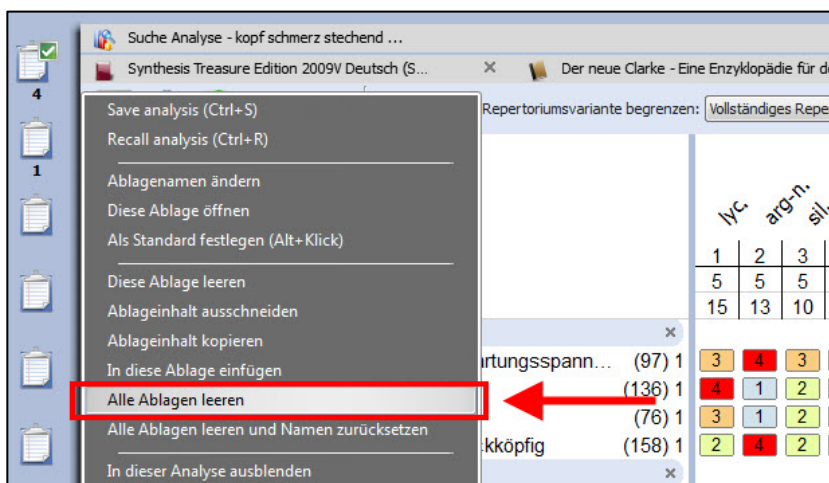 Suche Analyse - kopf schmerz stechend ...
Synthesis Treasure Edition 2009V Deutsch (S... Der neue Clarke - Eine Enzyklopädie für
4
Save analysis (Ctrl+S) Repertoriumsvariante begrenzen: Vollständiges Repe
Recall analysis (Ctrl+R)
1
Ablagenamen ändern
Diese Ablage öffnen lyc. arg-n. sil.
Als Standard festlegen (Alt+Klick)
1 2 3
Diese Ablage leeren 5 5 5
Ablageinhalt ausschneiden 15 13 10
Ablageinhalt kopieren
In diese Ablage einfügen rtungsspann... (97) 1 3 4 3
Alle Ablagen leeren (136) 1 4 1 2
Alle Ablagen leeren und Namen zurücksetzen (76) 1 3 1 2
kköpfig (158) 1 2 4 2
In dieser Analyse ausblenden